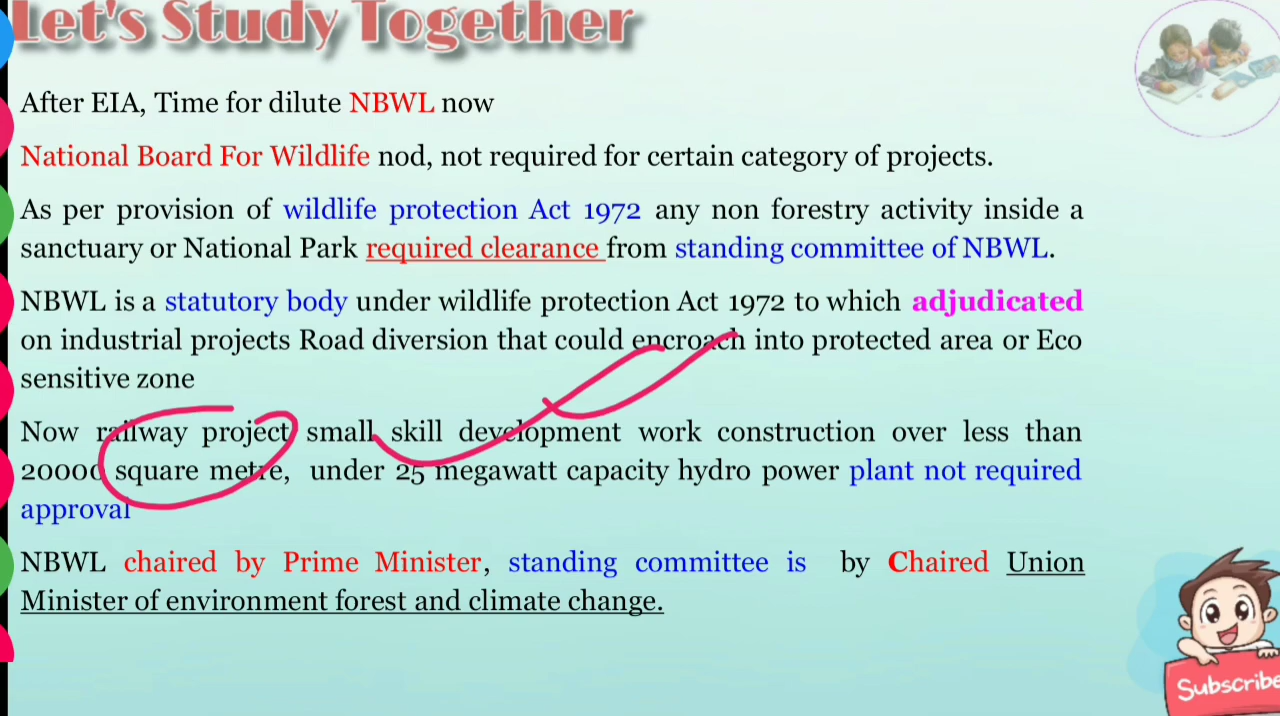 Let's Study Together
After EIA, Time for dilute NBWL now
National Board For Wildlife nod, not required for certain category of projects.
As per provision of wildlife protection Act 1972 any non forestry activity inside a
sanctuary or National Park required clearance from standing committee of NBWL.
NBWL is a statutory body under wildlife protection Act 1972 to which adjudicated
on industrial projects Road diversion that could encroach into protected area or Eco
sensitive zone
Now railway project small skill development work construction over less than
20000 square metre, under 25 megawatt capacity hydro power plant not required
approval
NBWL chaired by Prime Minister, standing committee is by Chaired Union
Minister of environment forest and climate change.
Subscribe